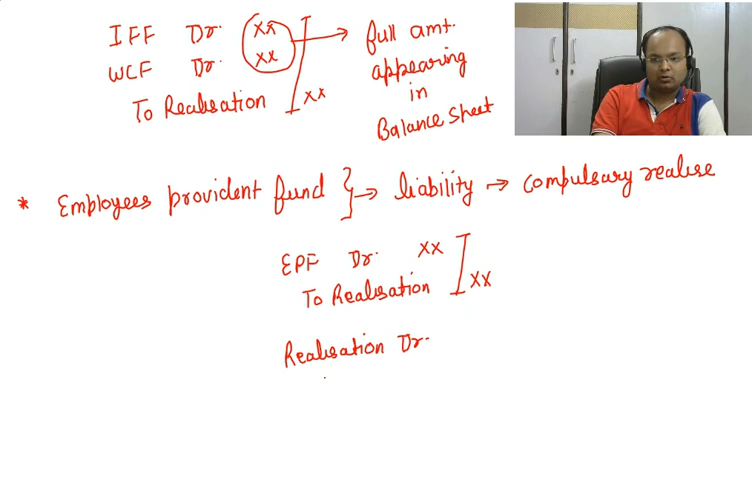 IFF Dr. xx
WCF Dr. xx
To Realisation xx
full amt.
appearing
in
Balance Sheet
* Employees provident fund } → liability → compulsary realise
EPF Dr. xx
To Realisation xx
Realisation Dr.